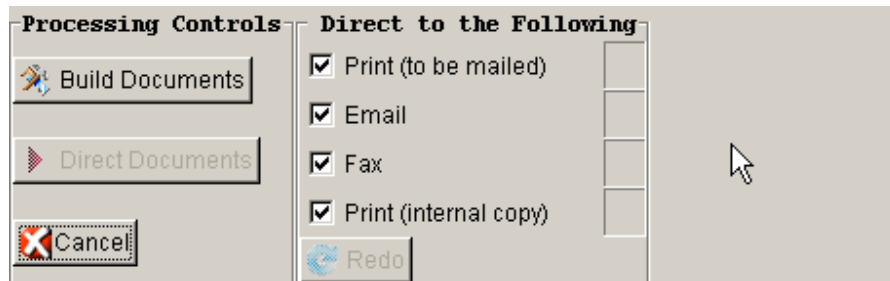 Processing Controls
Build Documents
Direct Documents
Cancel
Direct to the Following
Print (to be mailed)
Email
Fax
Print (internal copy)
Redo